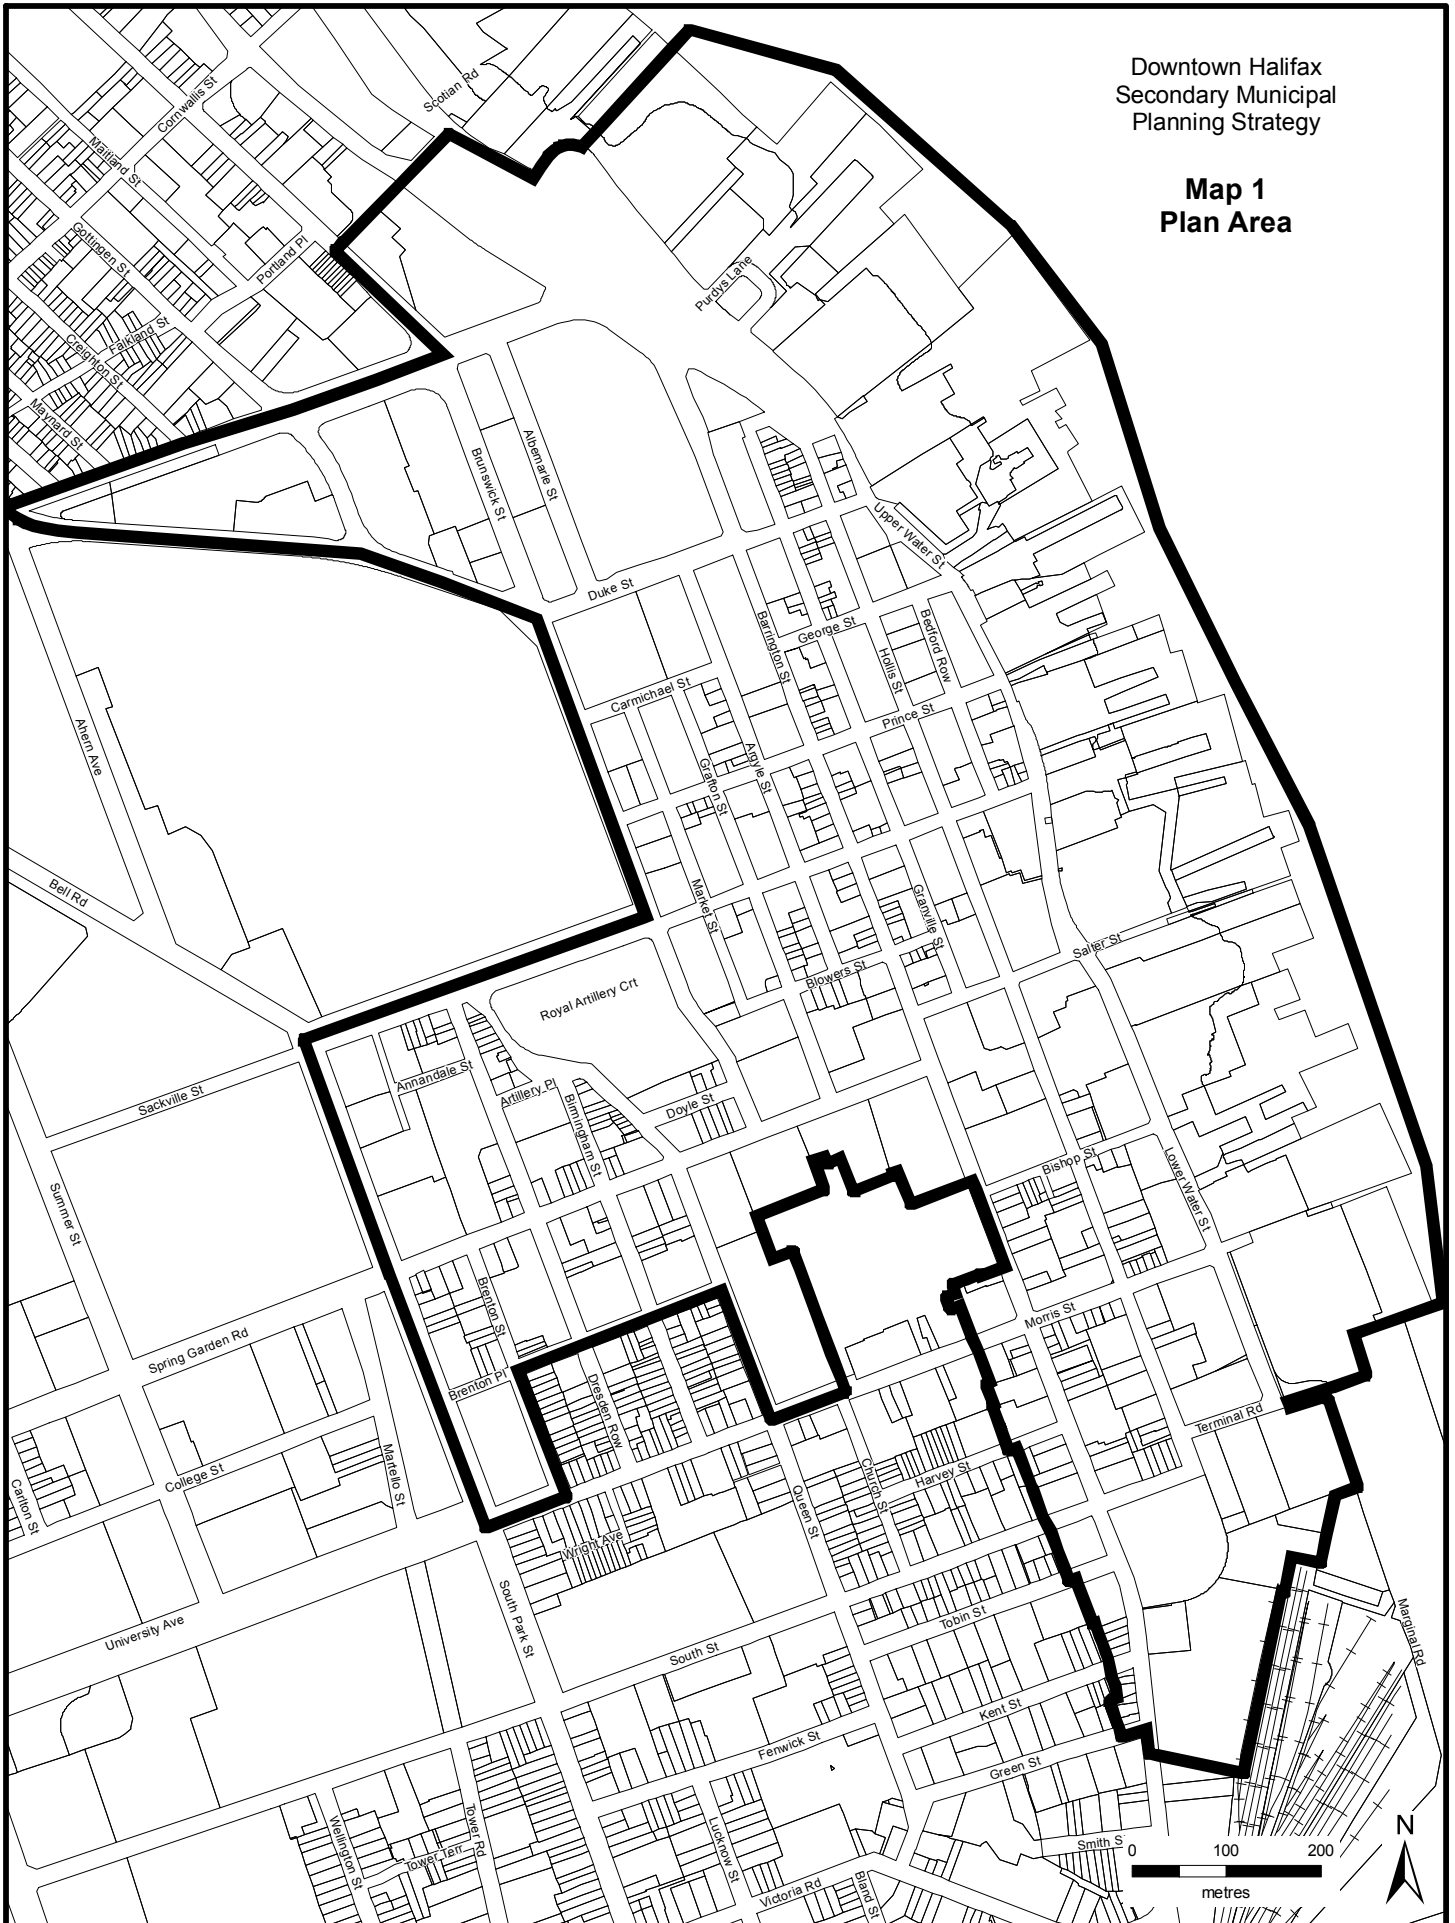 Downtown Halifax
Secondary Municipal
Planning Strategy
Map 1
Plan Area
Scotian Rd
Cornwallis St
Maitland St
Gottingen St
Portland Pl
Falkland St
Creighton St
Maynard St
Purdys Lane
Albemarle St
Brunswick St
Upper Water St
Duke St
Barrington St
George St
Bedford Row
Hollis St
Carmichael St
Prince St
Ahern Ave
Argyle St
Grafton St
Bell Rd
Market St
Granville St
Salter St
Blowers St
Royal Artillery Crt
Annandale St
Artillery Pl
Sackville St
Birmingham St
Doyle St
Bishop St
Lower Water St
Summer St
Brenton St
Morris St
Spring Garden Rd
Brenton Pl
Dresden Row
Terminal Rd
College St
Martello St
Carlton St
Church St
Harvey St
Queen St
Wright Ave
South Park St
University Ave
Tobin St
South St
Marginal Rd
Kent St
Fenwick St
Green St
Wellington St
Tower Rd
Tower Terr
Lucknow St
Victoria Rd
Bland St
Smith S
N
0 100 200
metres